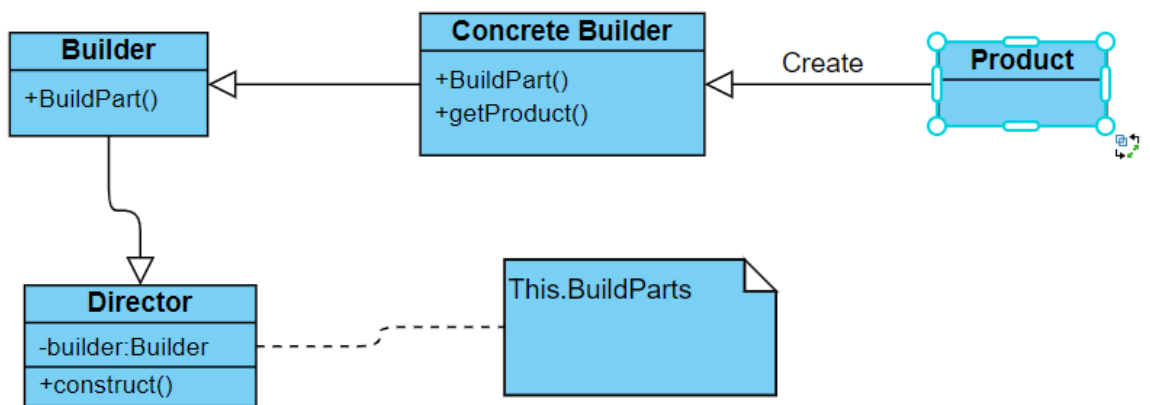 Builder
+BuildPart()
Concrete Builder
+BuildPart()
+getProduct()
Create
Product
Director
-builder:Builder
+construct()
This.BuildParts